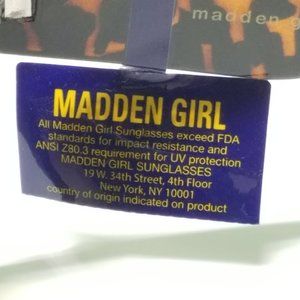 madden g
MADDEN GIRL
All Madden Girl Sunglasses exceed FDA
standards for impact resistance and
ANSI Z80.3 requirement for UV protection
MADDEN GIRL SUNGLASSES
19 W. 34th Street, 4th Floor
New York, NY 10001
country of origin indicated on product